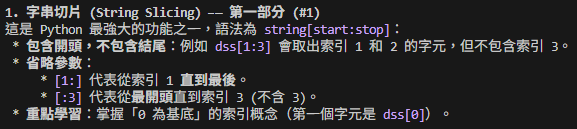 1. 字串切片 (String Slicing) —— 第一部分 (#1)
這是 Python 最強大的功能之一，語法為 string[start:stop]：
* 包含開頭，不包含結尾：例如 dss[1:3] 會取出索引 1 和 2 的字元，但不包含索引 3。
* 省略參數：
* [1:] 代表從索引 1 直到最後。
* [:3] 代表從最開頭直到索引 3 (不含 3)。
* 重點學習：掌握「0 為基底」的索引概念（第一個字元是 dss[0]）。